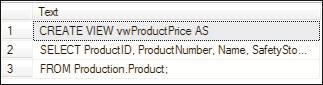 Text
1 CREATE VIEW vwProductPrice AS
2 SELECT ProductID, ProductNumber, Name, SafetySto...
3 FROM Production.Product;